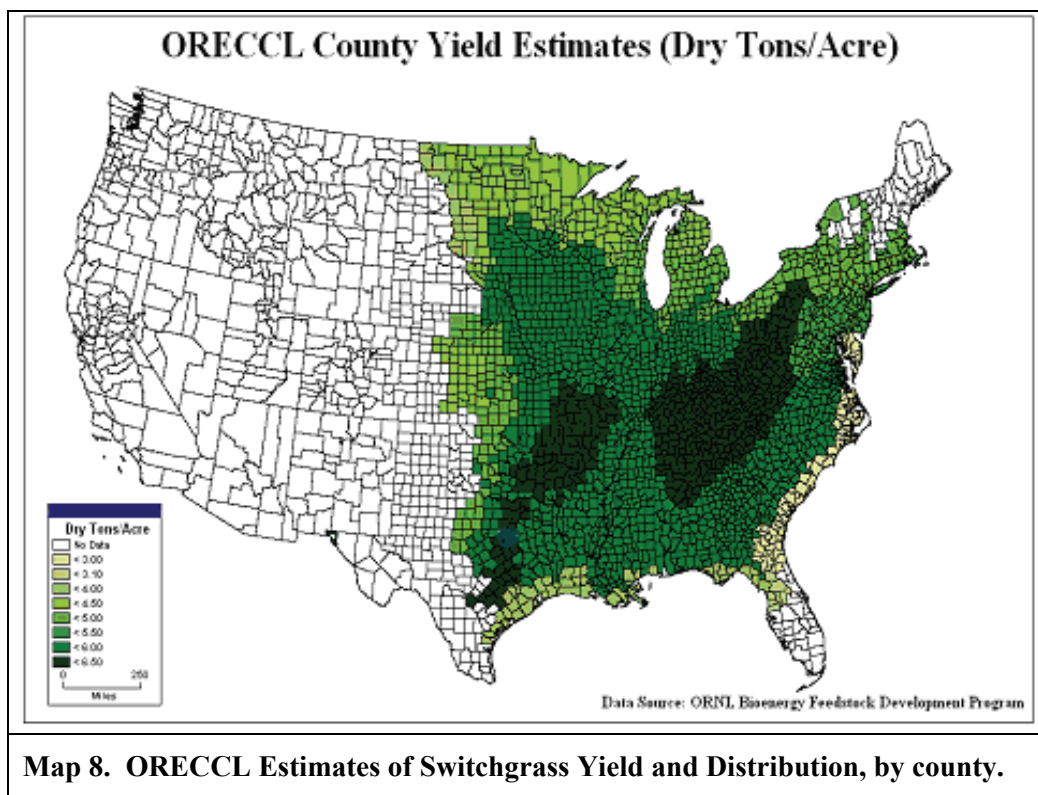 ORECCL County Yield Estimates (Dry Tons/Acre)
Dry Tons/Acre
No Data
< 3.00
< 3.10
< 4.00
< 4.50
< 5.00
< 5.50
< 6.00
< 6.50
0 250
Miles
Data Source: ORNL Bioenergy Feedstock Development Program
Map 8. ORECCL Estimates of Switchgrass Yield and Distribution, by county.